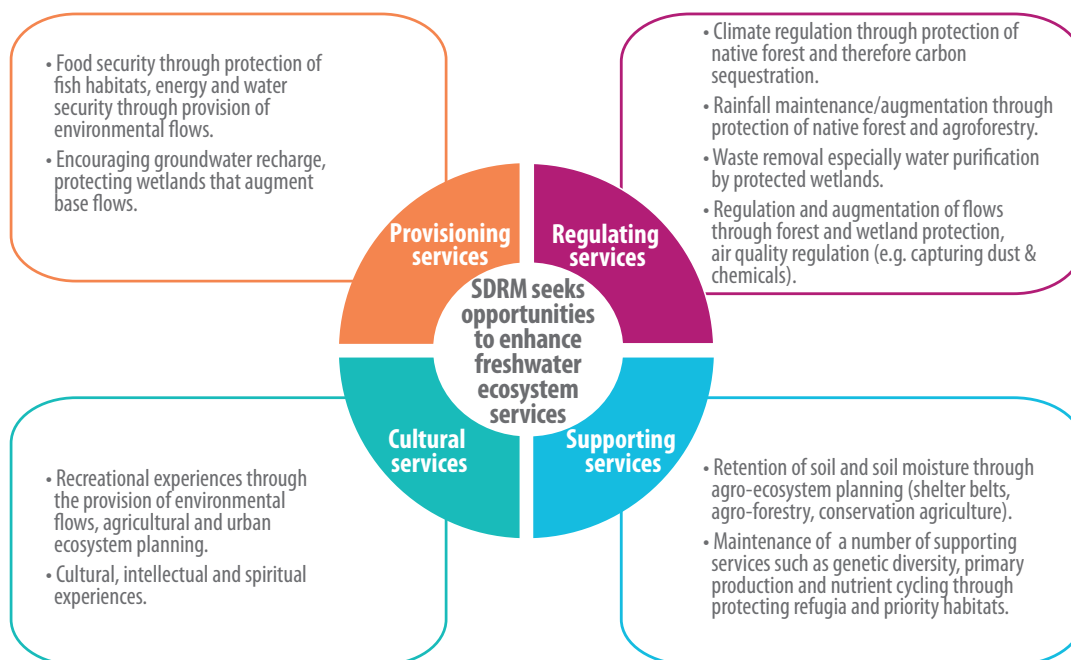 • Food security through protection of
fish habitats, energy and water
security through provision of
environmental flows.
• Encouraging groundwater recharge,
protecting wetlands that augment
base flows.
• Climate regulation through protection of
native forest and therefore carbon
sequestration.
• Rainfall maintenance/augmentation through
protection of native forest and agroforestry.
• Waste removal especially water purification
by protected wetlands.
• Regulation and augmentation of flows
through forest and wetland protection,
air quality regulation (e.g. capturing dust &
chemicals).
Provisioning
services
Regulating
services
SDRM seeks
opportunities
to enhance
freshwater
ecosystem
services
Cultural
services
Supporting
services
• Recreational experiences through
the provision of environmental
flows, agricultural and urban
ecosystem planning.
• Cultural, intellectual and spiritual
experiences.
• Retention of soil and soil moisture through
agro-ecosystem planning (shelter belts,
agro-forestry, conservation agriculture).
• Maintenance of a number of supporting
services such as genetic diversity, primary
production and nutrient cycling through
protecting refugia and priority habitats.